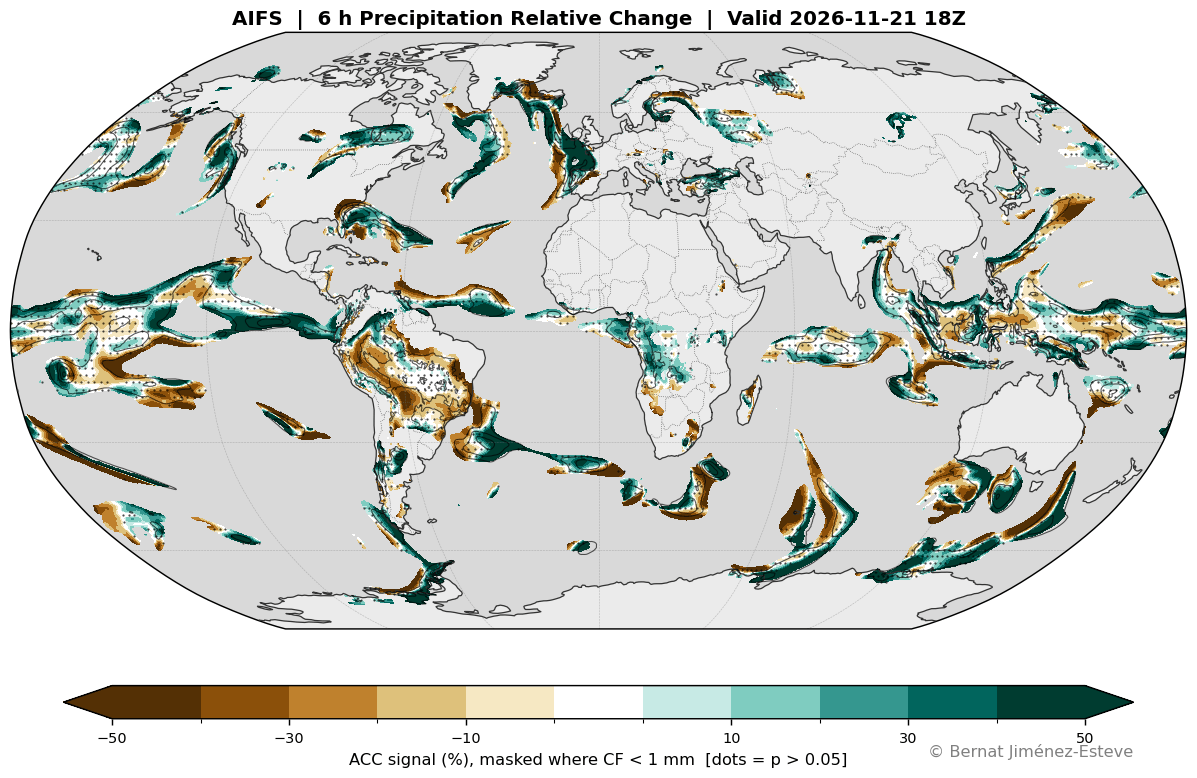 AIFS | 6 h Precipitation Relative Change | Valid 2026-11-21 18Z
−50 −30 −10 10 30 50
ACC signal (%), masked where CF < 1 mm [dots = p > 0.05]
© Bernat Jiménez-Esteve